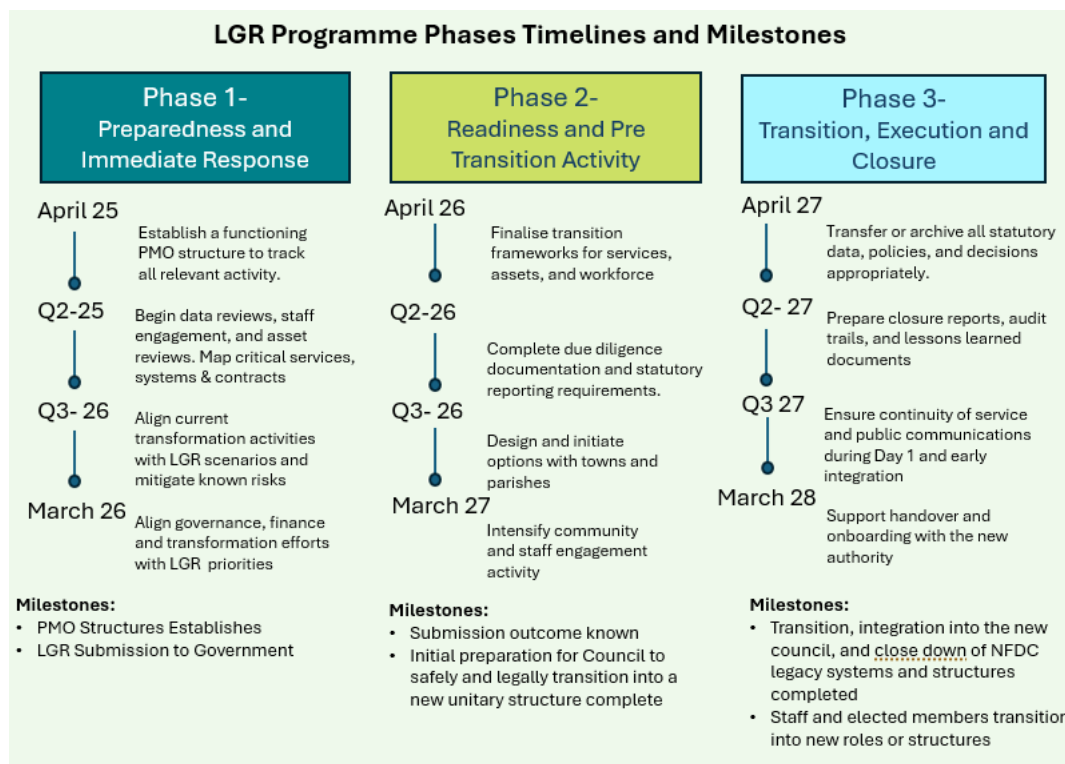 LGR Programme Phases Timelines and Milestones
Phase 1-
Preparedness and
Immediate Response
April 25
Establish a functioning
PMO structure to track
all relevant activity.
Q2-25
Begin data reviews, staff
engagement, and asset
reviews. Map critical services,
systems & contracts
Q3- 26
Align current
transformation activities
with LGR scenarios and
mitigate known risks
March 26
Align governance, finance
and transformation efforts
with LGR priorities
Milestones:
• PMO Structures Establishes
• LGR Submission to Government
Phase 2-
Readiness and Pre
Transition Activity
April 26
Finalise transition
frameworks for services,
assets, and workforce
Q2-26
Complete due diligence
documentation and statutory
reporting requirements.
Q3- 26
Design and initiate
options with towns and
parishes
March 27
Intensify community
and staff engagement
activity
Milestones:
• Submission outcome known
• Initial preparation for Council to
safely and legally transition into a
new unitary structure complete
Phase 3-
Transition, Execution and
Closure
April 27
Transfer or archive all statutory
data, policies, and decisions
appropriately.
Q2- 27
Prepare closure reports, audit
trails, and lessons learned
documents
Q3 27
Ensure continuity of service
and public communications
during Day 1 and early
integration
March 28
Support handover and
onboarding with the new
authority
Milestones:
• Transition, integration into the new
council, and close down of NFDC
legacy systems and structures
completed
• Staff and elected members transition
into new roles or structures